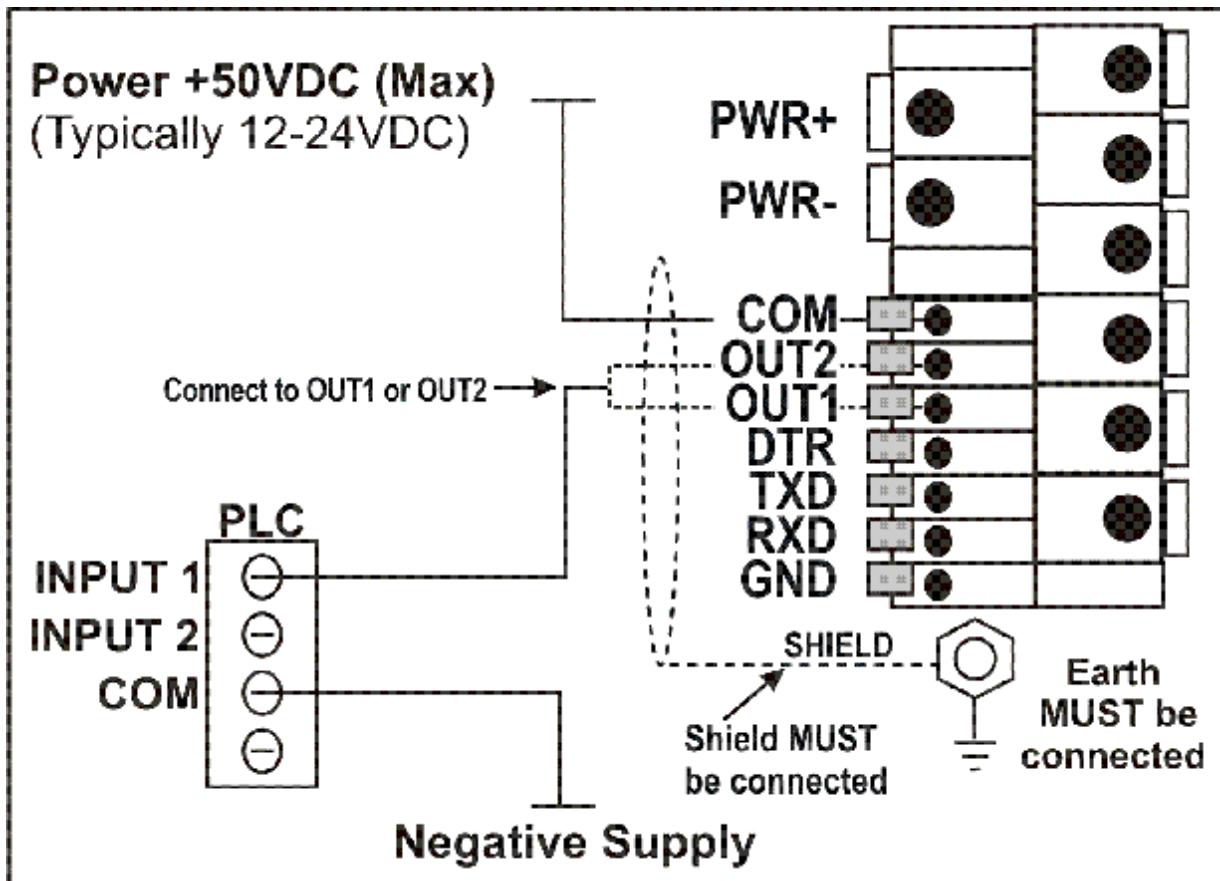 Power +50VDC (Max)
(Typically 12-24VDC)
PWR+
PWR-
COM
OUT2
Connect to OUT1 or OUT2
OUT1
DTR
TXD
RXD
GND
PLC
INPUT 1
INPUT 2
COM
SHIELD
Shield MUST
be connected
Earth
MUST be
connected
Negative Supply